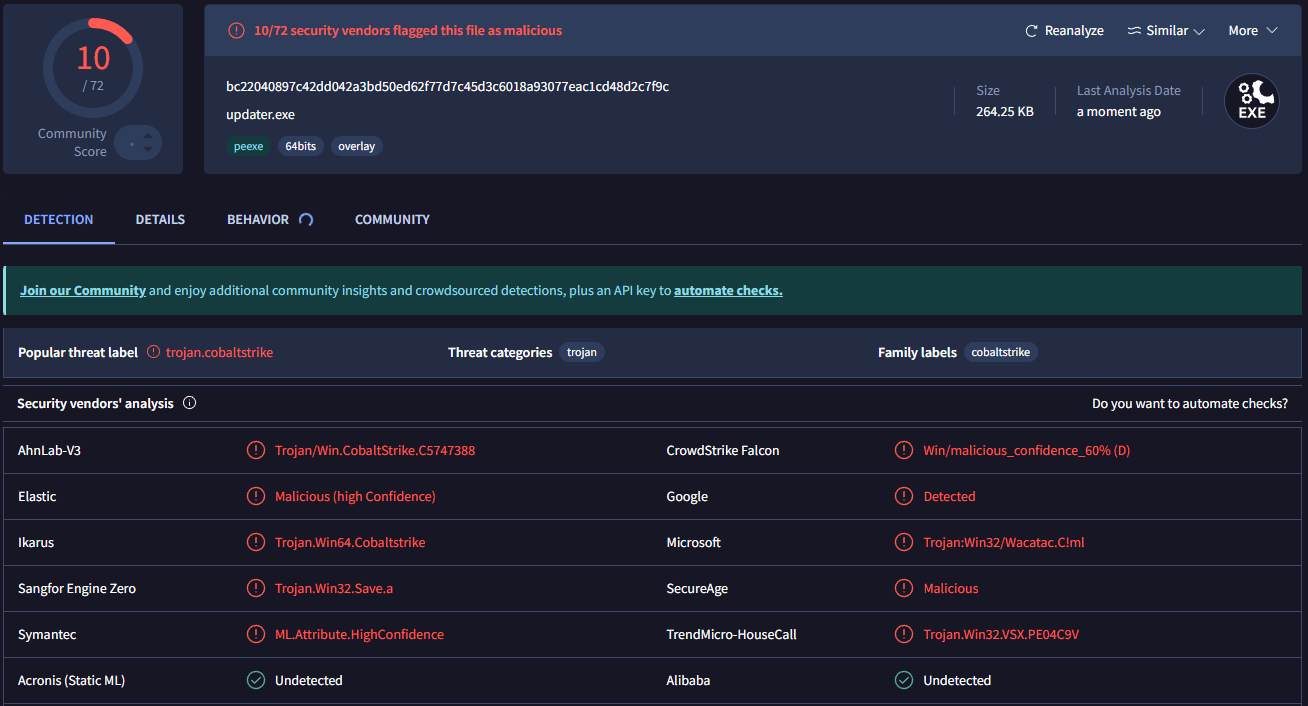 10
/ 72
Community
Score
10/72 security vendors flagged this file as malicious
Reanalyze
Similar
More
bc22040897c42dd042a3bd50ed62f77d7c45d3c6018a93077eac1cd48d2c7f9c
updater.exe
peexe 64bits overlay
Size
264.25 KB
Last Analysis Date
a moment ago
EXE
DETECTION DETAILS BEHAVIOR COMMUNITY
Join our Community and enjoy additional community insights and crowdsourced detections, plus an API key to automate checks.
Popular threat label trojan.cobaltstrike Threat categories trojan Family labels cobaltstrike
Security vendors' analysis Do you want to automate checks?
AhnLab-V3 Trojan/Win.CobaltStrike.C5747388 CrowdStrike Falcon Win/malicious_confidence_60% (D)
Elastic Malicious (high Confidence) Google Detected
Ikarus Trojan.Win64.Cobaltstrike Microsoft Trojan:Win32/Wacatac.C!ml
Sangfor Engine Zero Trojan.Win32.Save.a SecureAge Malicious
Symantec ML.Attribute.HighConfidence TrendMicro-HouseCall Trojan.Win32.VSX.PE04C9V
Acronis (Static ML) Undetected Alibaba Undetected